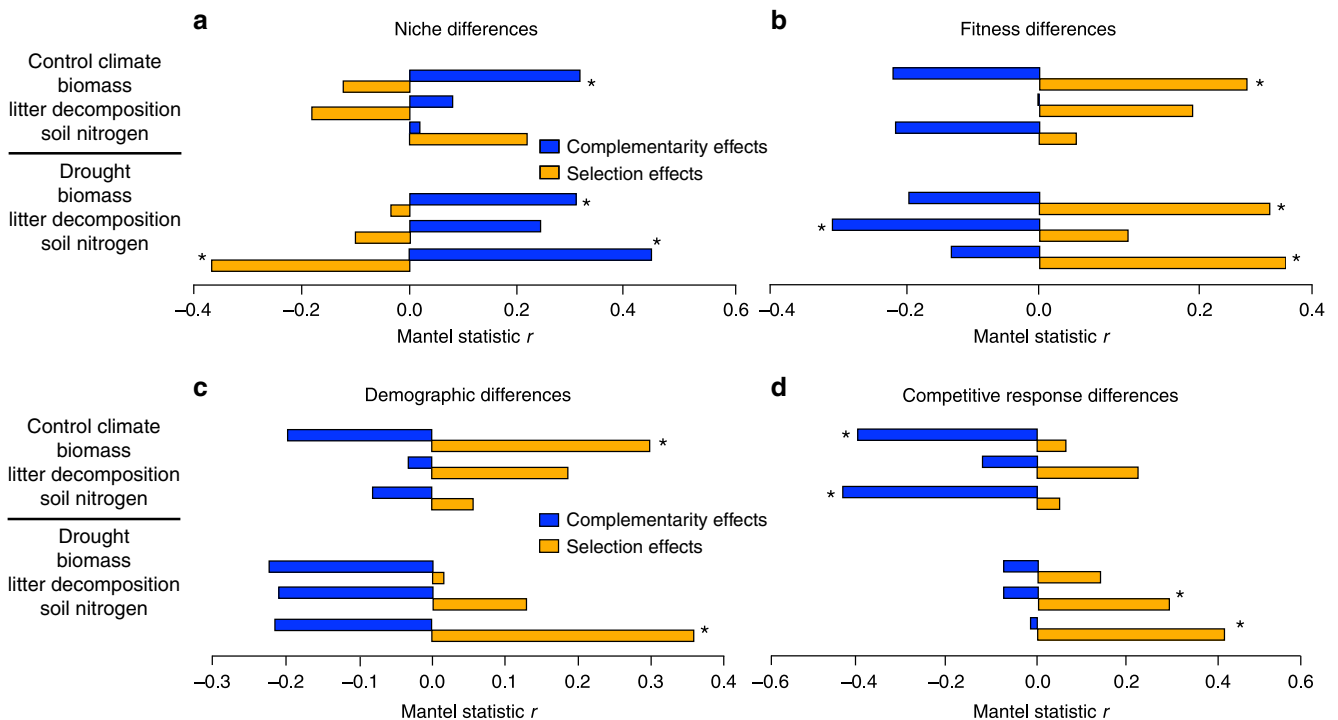 a
Niche differences
b
Fitness differences
Control climate
biomass
litter decomposition
soil nitrogen
Drought
biomass
litter decomposition
soil nitrogen
*
*
*
*
Complementarity effects
Selection effects
*
*
*
*
−0.4
−0.2
0.0
0.2
0.4
0.6
Mantel statistic r
−0.4
−0.2
0.0
0.2
0.4
Mantel statistic r
c
Demographic differences
d
Competitive response differences
Control climate
biomass
litter decomposition
soil nitrogen
Drought
biomass
litter decomposition
soil nitrogen
*
*
Complementarity effects
Selection effects
*
*
*
*
−0.3
−0.2
−0.1
0.0
0.1
0.2
0.3
0.4
Mantel statistic r
−0.6
−0.4
−0.2
0.0
0.2
0.4
0.6
Mantel statistic r